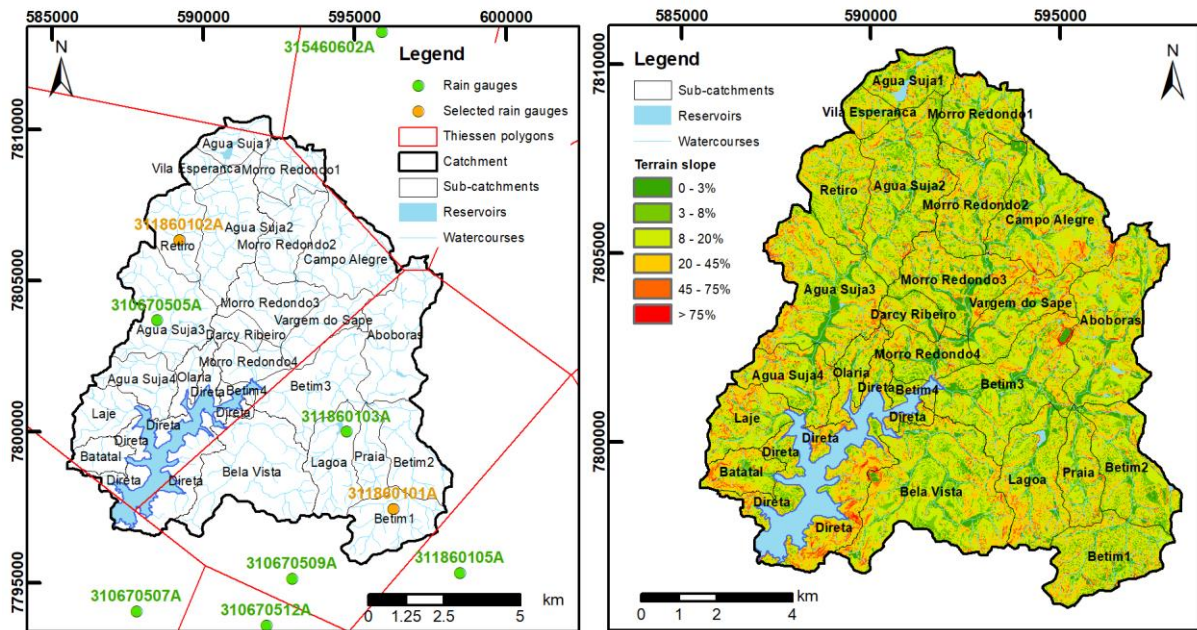 585000 590000 595000 600000
N
315460602A
Legend
Rain gauges
Selected rain gauges
Thiessen polygons
Catchment
Sub-catchments
Reservoirs
Watercourses
7810000
7805000
7800000
7795000
Agua Suja1
Vila Esperanca
Morro Redondo1
311860102A
Retiro
Agua Suja2
Morro Redondo2
Campo Alegre
310670505A
Morro Redondo3
Agua Suja3
Vargem do Sape
Darcy Ribeiro
Aboboras
Morro Redondo4
Agua Suja4
Olaria
Direta
Betim4
Betim3
Laje
Direta
Direta
311860103A
Direta
Batatal
Bela Vista
Lagoa
Praia
Betim2
Direta
Direta
311860101A
Betim1
310670509A
311860105A
310670507A
310670512A
km
0 1.25 2.5 5
585000 590000 595000
N
Legend
Sub-catchments
Reservoirs
Watercourses
Terrain slope
0 - 3%
3 - 8%
8 - 20%
20 - 45%
45 - 75%
> 75%
7810000
7805000
7800000
Agua Suja1
Vila Esperanca
Morro Redondo1
Retiro
Agua Suja2
Morro Redondo2
Campo Alegre
Morro Redondo3
Agua Suja3
Vargem do Sape
Darcy Ribeiro
Aboboras
Morro Redondo4
Agua Suja4
Olaria
Direta
Betim4
Betim3
Laje
Direta
Direta
Direta
Batatal
Bela Vista
Lagoa
Praia
Betim2
Direta
Direta
Betim1
km
0 1 2 4